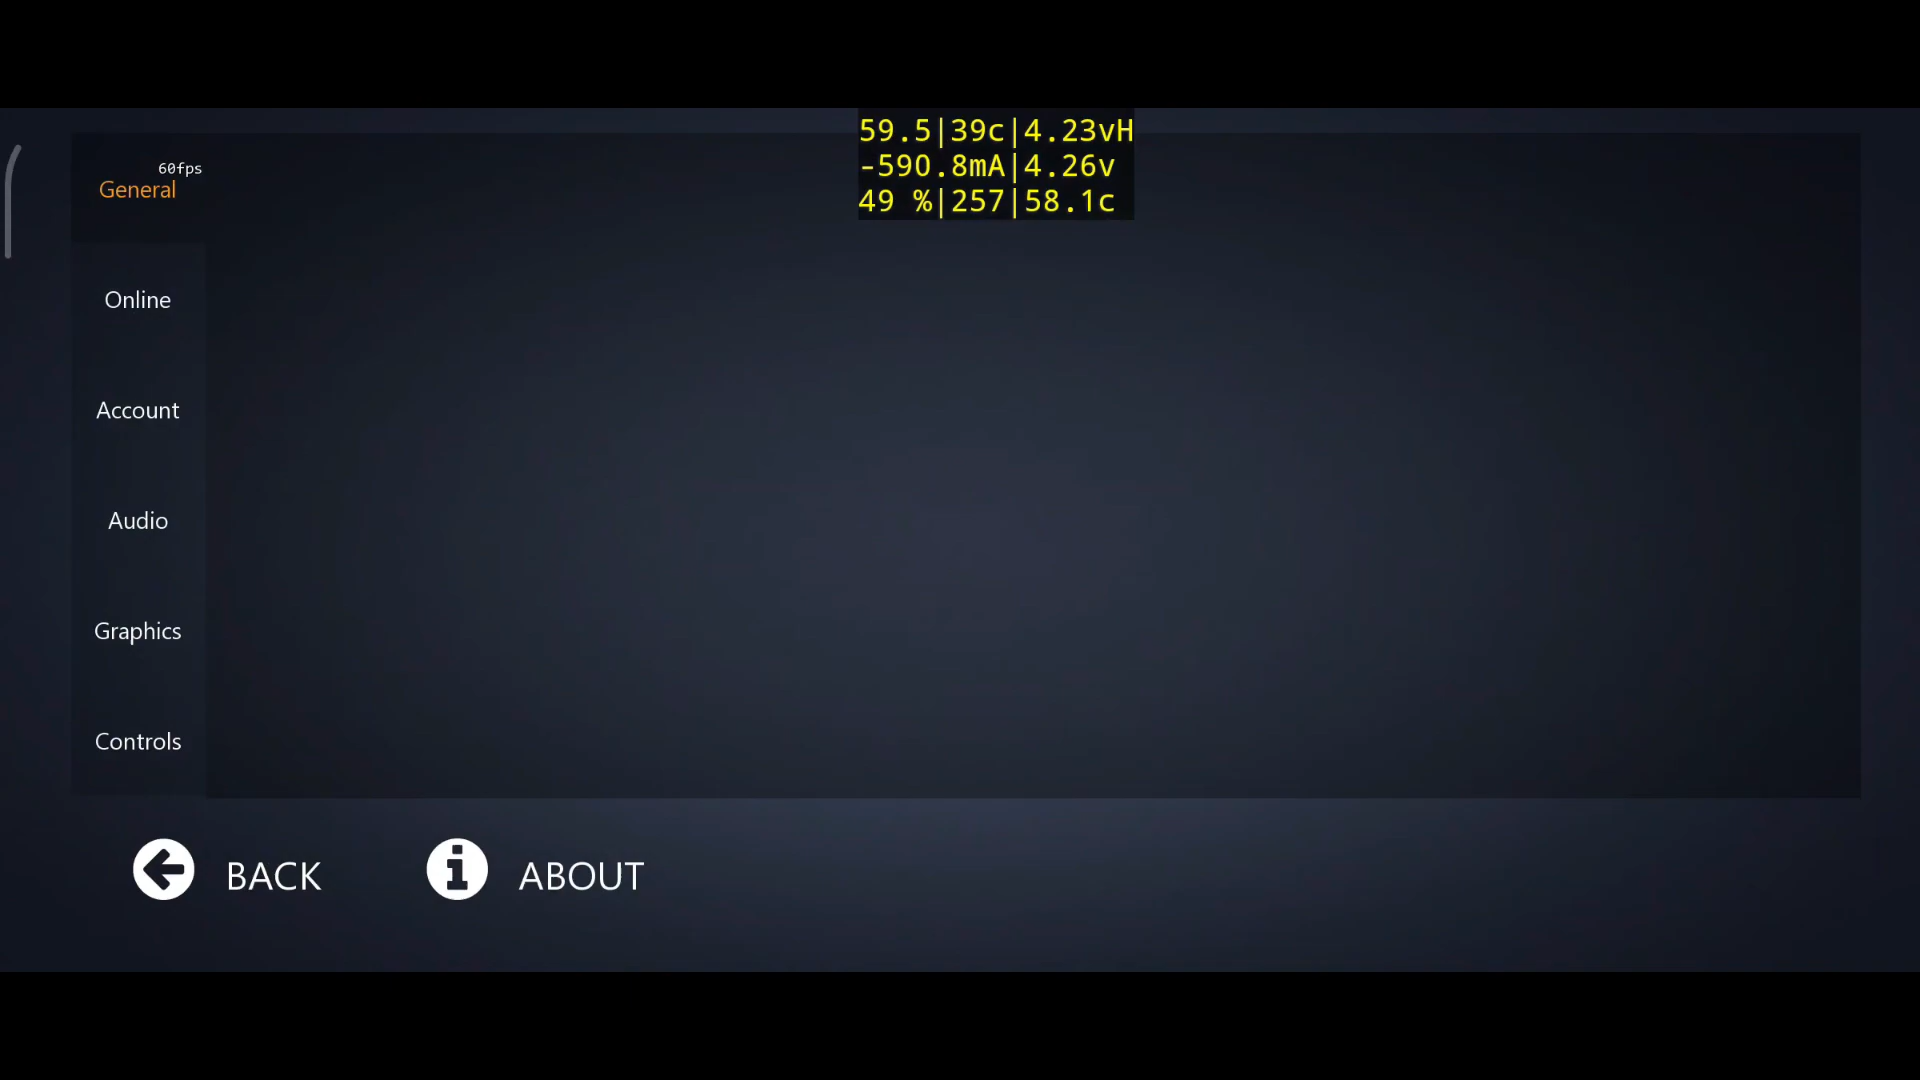 59.5|39c|4.23vH
-590.8mA|4.26v
49 %|257|58.1c
60fps
General
Online
Account
Audio
Graphics
Controls
BACK
ABOUT